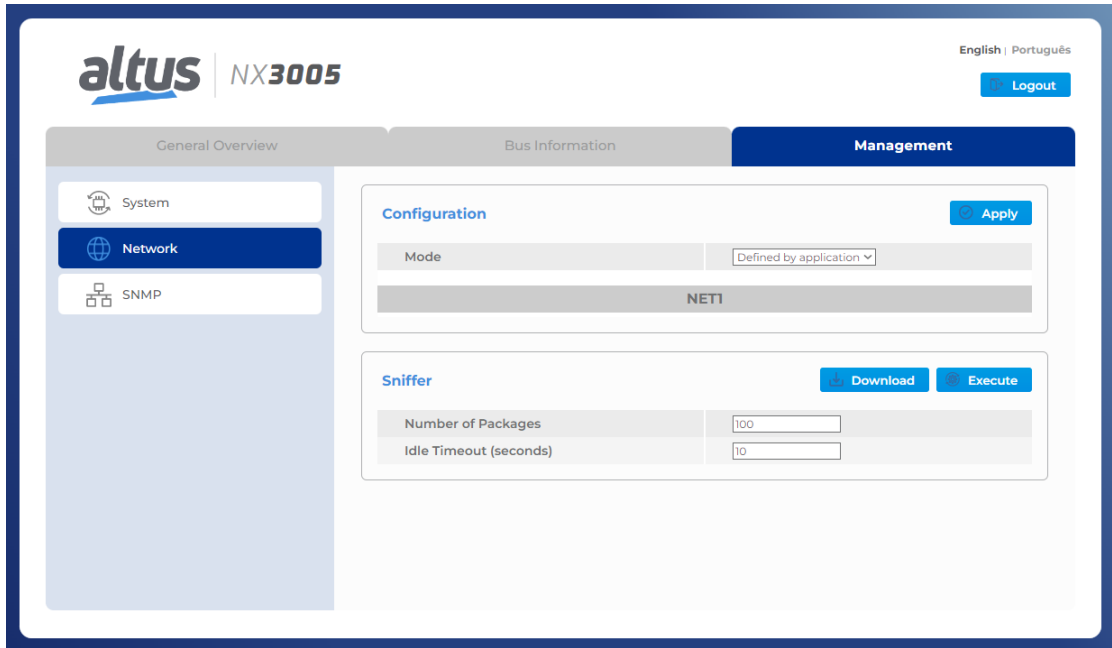 English | Português
altus NX3005
Logout
General Overview
Bus Information
Management
System
Network
SNMP
Configuration
Apply
Mode
Defined by application
NET1
Sniffer
Download
Execute
Number of Packages
100
Idle Timeout (seconds)
10